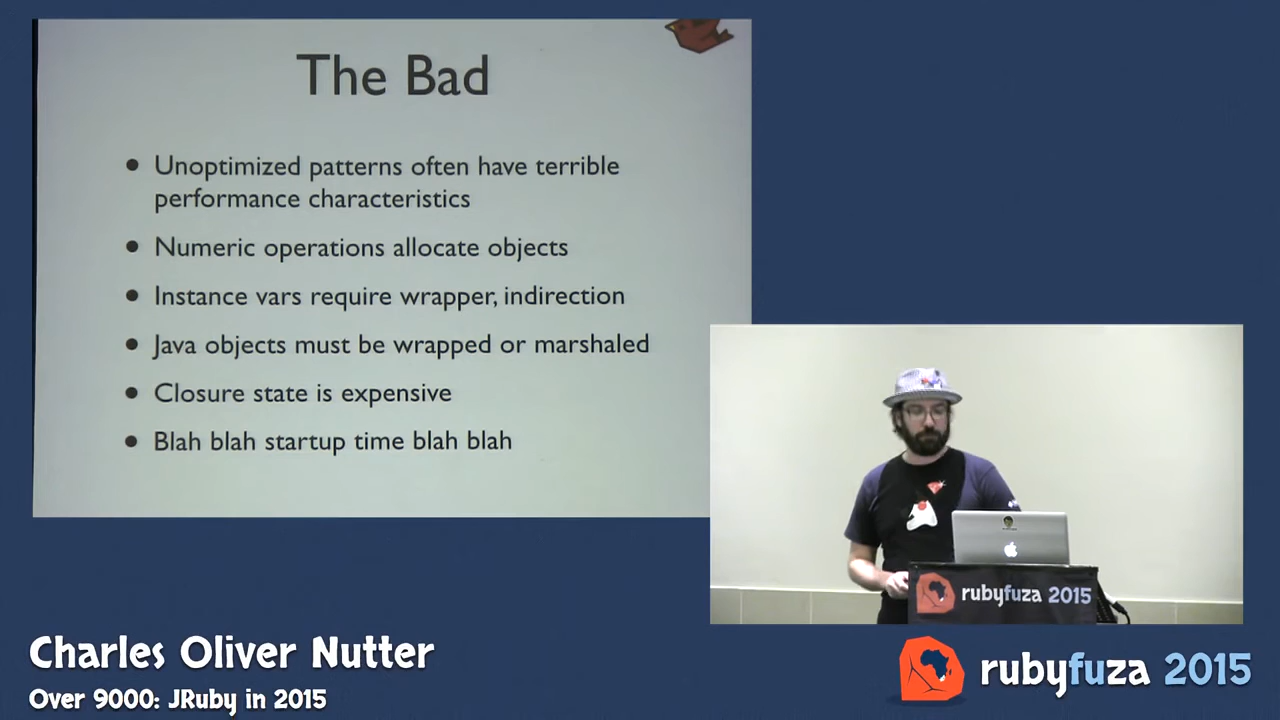 The Bad
Unoptimized patterns often have terrible
performance characteristics
Numeric operations allocate objects
Instance vars require wrapper, indirection
Java objects must be wrapped or marshaled
Closure state is expensive
Blah blah startup time blah blah
rubyfuza 2015
Charles Oliver Nutter
Over 9000: JRuby in 2015
rubyfuza 2015